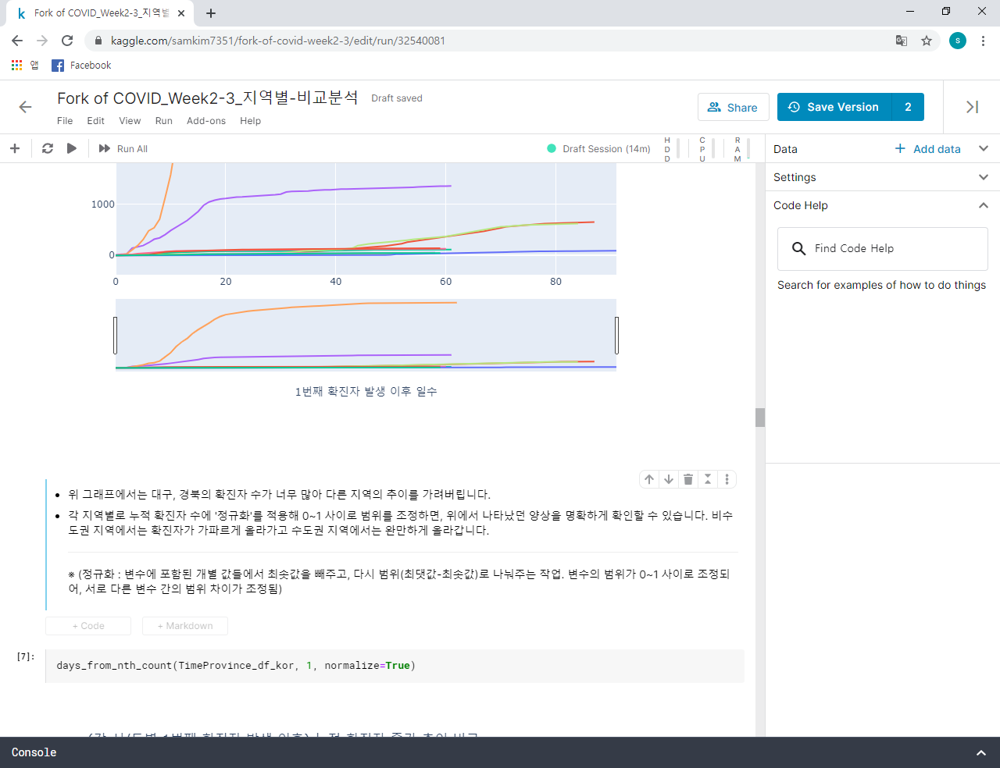 Fork of COVID_Week2-3_지역별
kaggle.com/samkim7351/fork-of-covid-week2-3/edit/run/32540081
S
앱
Facebook
Fork of COVID_Week2-3_지역별-비교분석
Draft saved
File Edit View Run Add-ons Help
Share
Save Version 2
Run All
Draft Session (14m)
HDD
CPU
RAM
Data
Add data
Settings
Code Help
Find Code Help
Search for examples of how to do things
1000
0
0 20 40 60 80
1번째 확진자 발생 이후 일수
위 그래프에서는 대구, 경북의 확진자 수가 너무 많아 다른 지역의 추이를 가려버립니다.
각 지역별로 누적 확진자 수에 '정규화'를 적용해 0~1 사이로 범위를 조정하면, 위에서 나타났던 양상을 명확하게 확인할 수 있습니다. 비수
도권 지역에서는 확진자가 가파르게 올라가고 수도권 지역에서는 완만하게 올라갑니다.
※ (정규화 : 변수에 포함된 개별 값들에서 최솟값을 빼주고, 다시 범위(최댓값-최솟값)로 나눠주는 작업. 변수의 범위가 0~1 사이로 조정되
어, 서로 다른 변수 간의 범위 차이가 조정됨)
+ Code
+ Markdown
[7]:
days_from_nth_count(TimeProvince_df_kor, 1, normalize=True)
Console